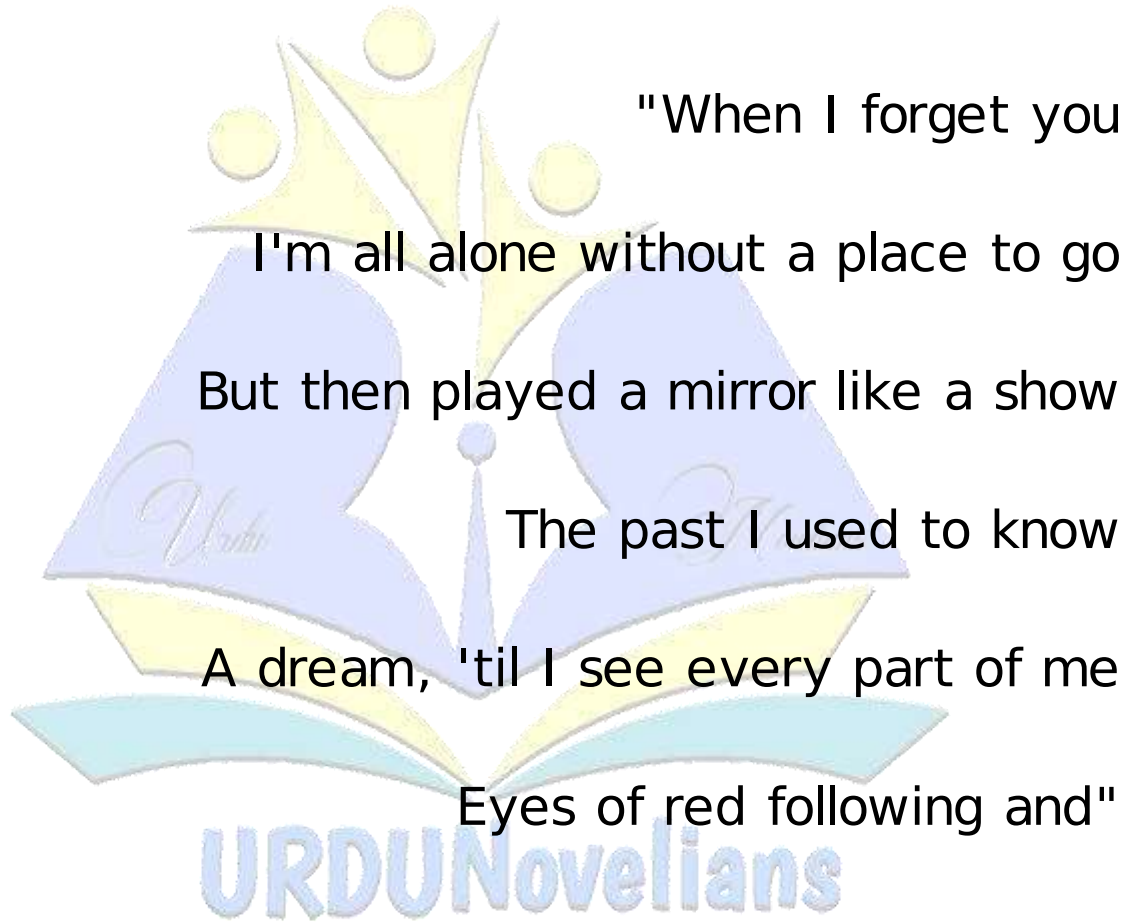 "When I forget you
I'm all alone without a place to go
But then played a mirror like a show
The past I used to know
A dream, 'til I see every part of me
Eyes of red following and"
Urdu
URDUNovelians